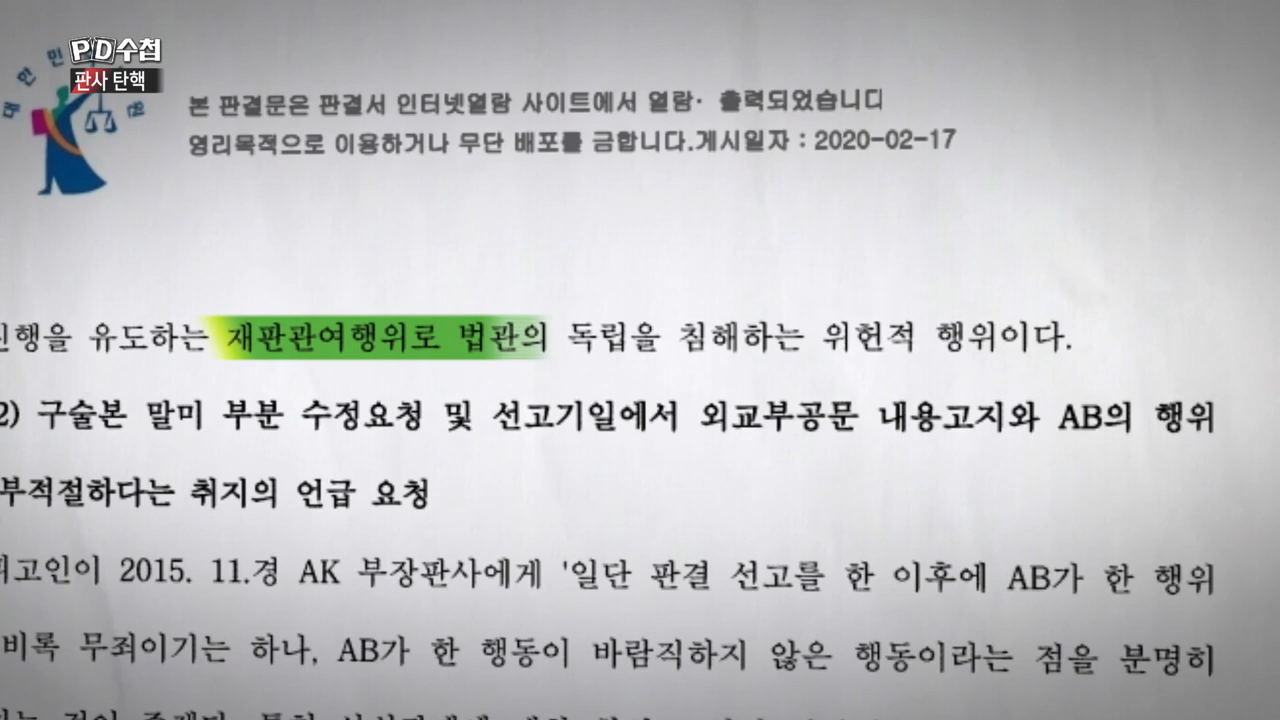 PD수첩
판사 탄핵
대한민
본 판결문은 판결서 인터넷열람 사이트에서 열람· 출력되었습니다
영리목적으로 이용하거나 무단 배포를 금합니다.게시일자 : 2020-02-17
진행을 유도하는 재판관여행위로 법관의 독립을 침해하는 위헌적 행위이다.
2) 구술본 말미 부분 수정요청 및 선고기일에서 외교부공문 내용고지와 AB의 행위
부적절하다는 취지의 언급 요청
피고인이 2015. 11.경 AK 부장판사에게 '일단 판결 선고를 한 이후에 AB가 한 행위
비록 무죄이기는 하나, AB가 한 행동이 바람직하지 않은 행동이라는 점을 분명히